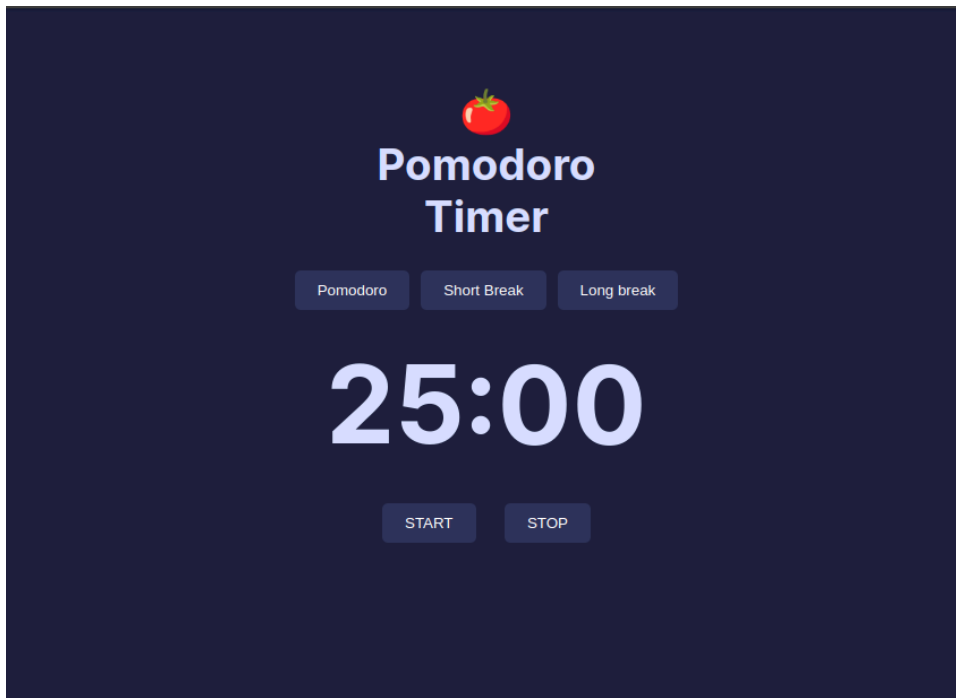 Pomodoro
Timer
Pomodoro Short Break Long break
25:00
START STOP